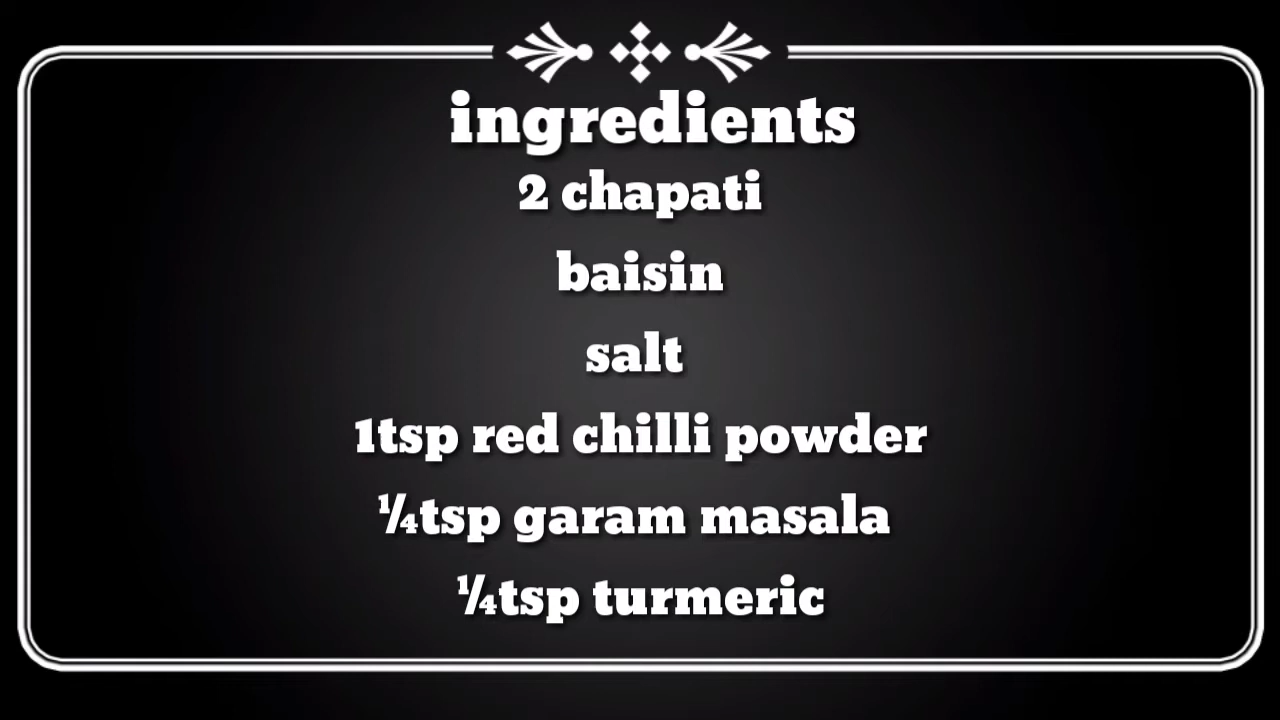 ingredients
2 chapati
baisin
salt
1tsp red chilli powder
¼tsp garam masala
¼tsp turmeric